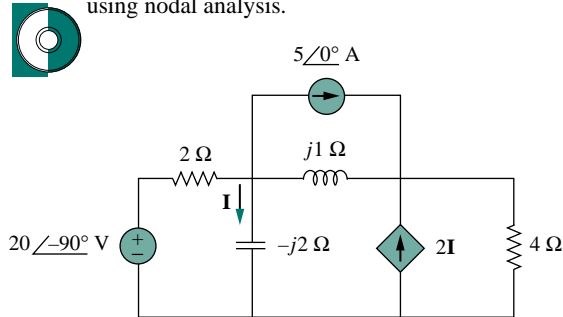 using nodal analysis.
5∠0° A
2 Ω
j1 Ω
I
20 ∠–90° V
+
–
–j2 Ω
2I
4 Ω